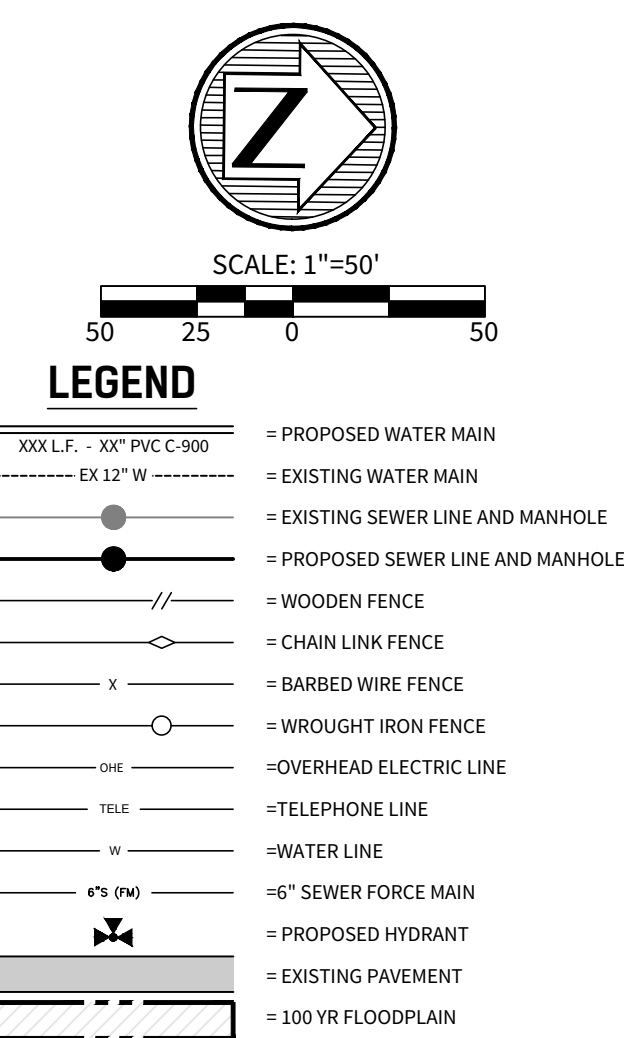 N
SCALE: 1"=50'
50 25 0 50
LEGEND
= PROPOSED WATER MAIN
XXX L.F. - XX" PVC C-900
EX 12" W = EXISTING WATER MAIN
= EXISTING SEWER LINE AND MANHOLE
= PROPOSED SEWER LINE AND MANHOLE
= WOODEN FENCE
= CHAIN LINK FENCE
X = BARBED WIRE FENCE
= WROUGHT IRON FENCE
OHE =OVERHEAD ELECTRIC LINE
TELE =TELEPHONE LINE
W =WATER LINE
6"S (FM) =6" SEWER FORCE MAIN
= PROPOSED HYDRANT
= EXISTING PAVEMENT
= 100 YR FLOODPLAIN